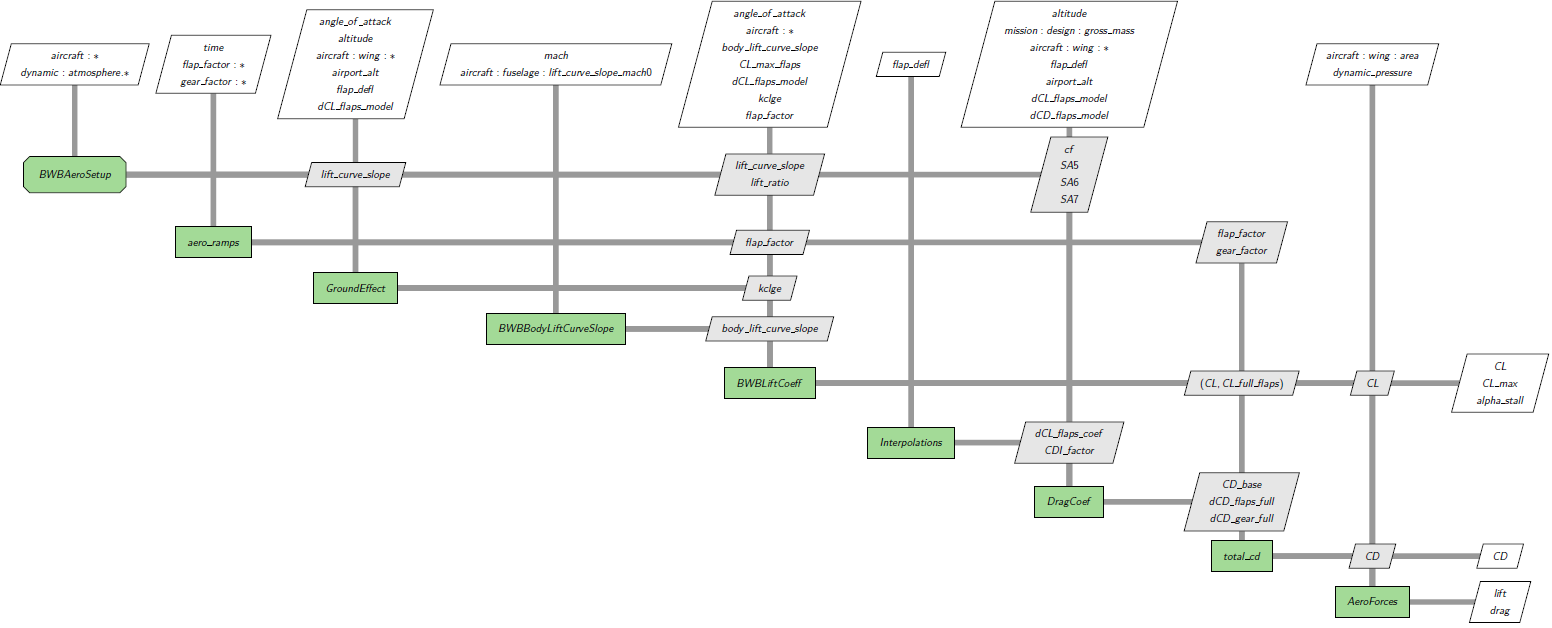 aircraft : *
dynamic : atmosphere.*
time
flap_factor : *
gear_factor : *
angle_of_attack
altitude
aircraft : wing : *
airport_alt
flap_defl
dCL_flaps_model
mach
aircraft : fuselage : lift_curve_slope_mach0
angle_of_attack
aircraft : *
body_lift_curve_slope
CL_max_flaps
dCL_flaps_model
kclge
flap_factor
flap_defl
altitude
mission : design : gross_mass
aircraft : wing : *
flap_defl
airport_alt
dCL_flaps_model
dCD_flaps_model
aircraft : wing : area
dynamic_pressure
BWBAeroSetup
lift_curve_slope
lift_curve_slope
lift_ratio
cf
SA5
SA6
SA7
aero_ramps
flap_factor
flap_factor
gear_factor
GroundEffect
kclge
BWBBodyLiftCurveSlope
body_lift_curve_slope
BWBLiftCoeff
(CL, CL_full_flaps)
CL
CL
CL_max
alpha_stall
Interpolations
dCL_flaps_coef
CDI_factor
DragCoef
CD_base
dCD_flaps_full
dCD_gear_full
total_cd
CD
CD
AeroForces
lift
drag